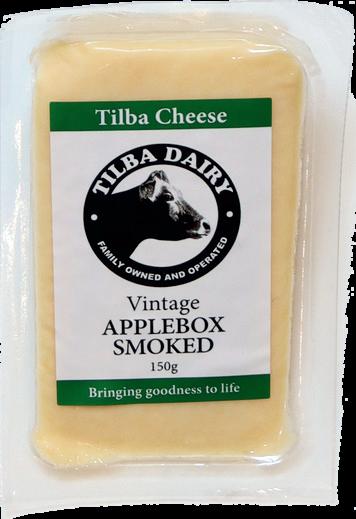 Tilba Cheese
TILBA DAIRY
FAMILY OWNED AND OPERATED
Vintage
APPLEBOX
SMOKED
150g
Bringing goodness to life